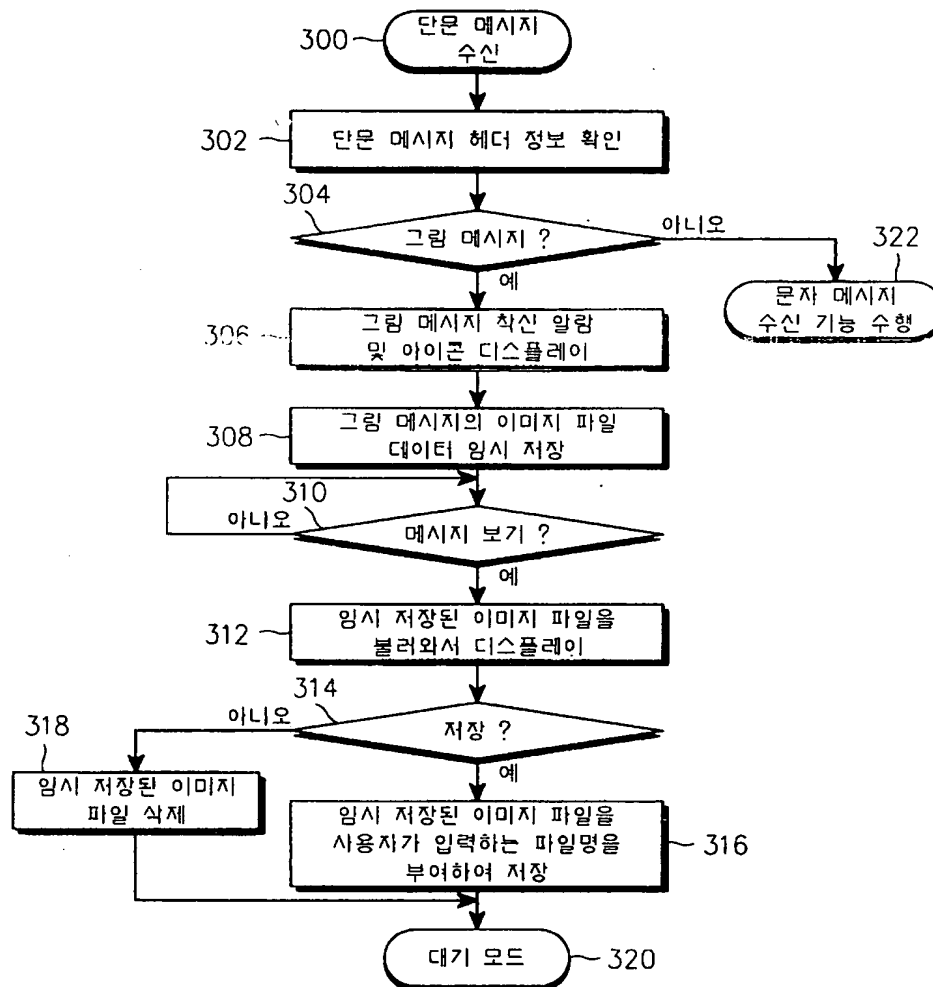 300
단문 메시지
수신
302
단문 메시지 헤더 정보 확인
304
그림 메시지 ?
아니오
322
예
문자 메시지
수신 기능 수행
306
그림 메시지 착신 알람
및 아이콘 디스플레이
308
그림 메시지의 이미지 파일
데이터 임시 저장
310
아니오
메시지 보기 ?
예
312
임시 저장된 이미지 파일을
불러와서 디스플레이
314
아니오
저장 ?
318
예
임시 저장된 이미지
파일 삭제
임시 저장된 이미지 파일을
사용자가 입력하는 파일명을
부여하여 저장
316
대기 모드
320